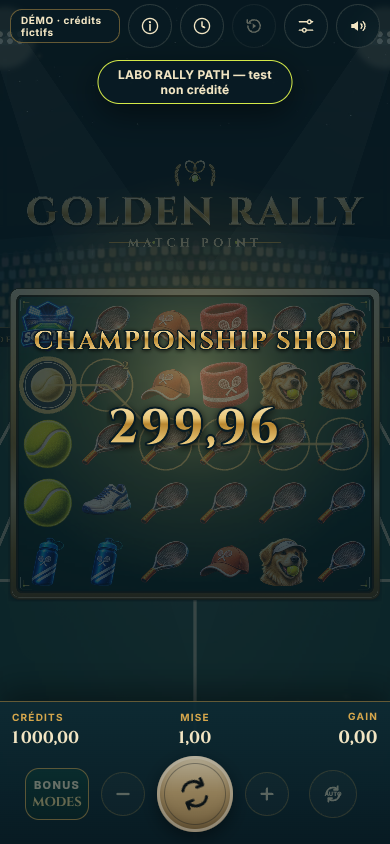 DÉMO · crédits
fictifs
LABO RALLY PATH — test
non crédité
GOLDEN RALLY
MATCH POINT
CHAMPIONSHIP SHOT
299,96
CRÉDITS
MISE
GAIN
1000,00
1,00
0,00
BONUS
MODES